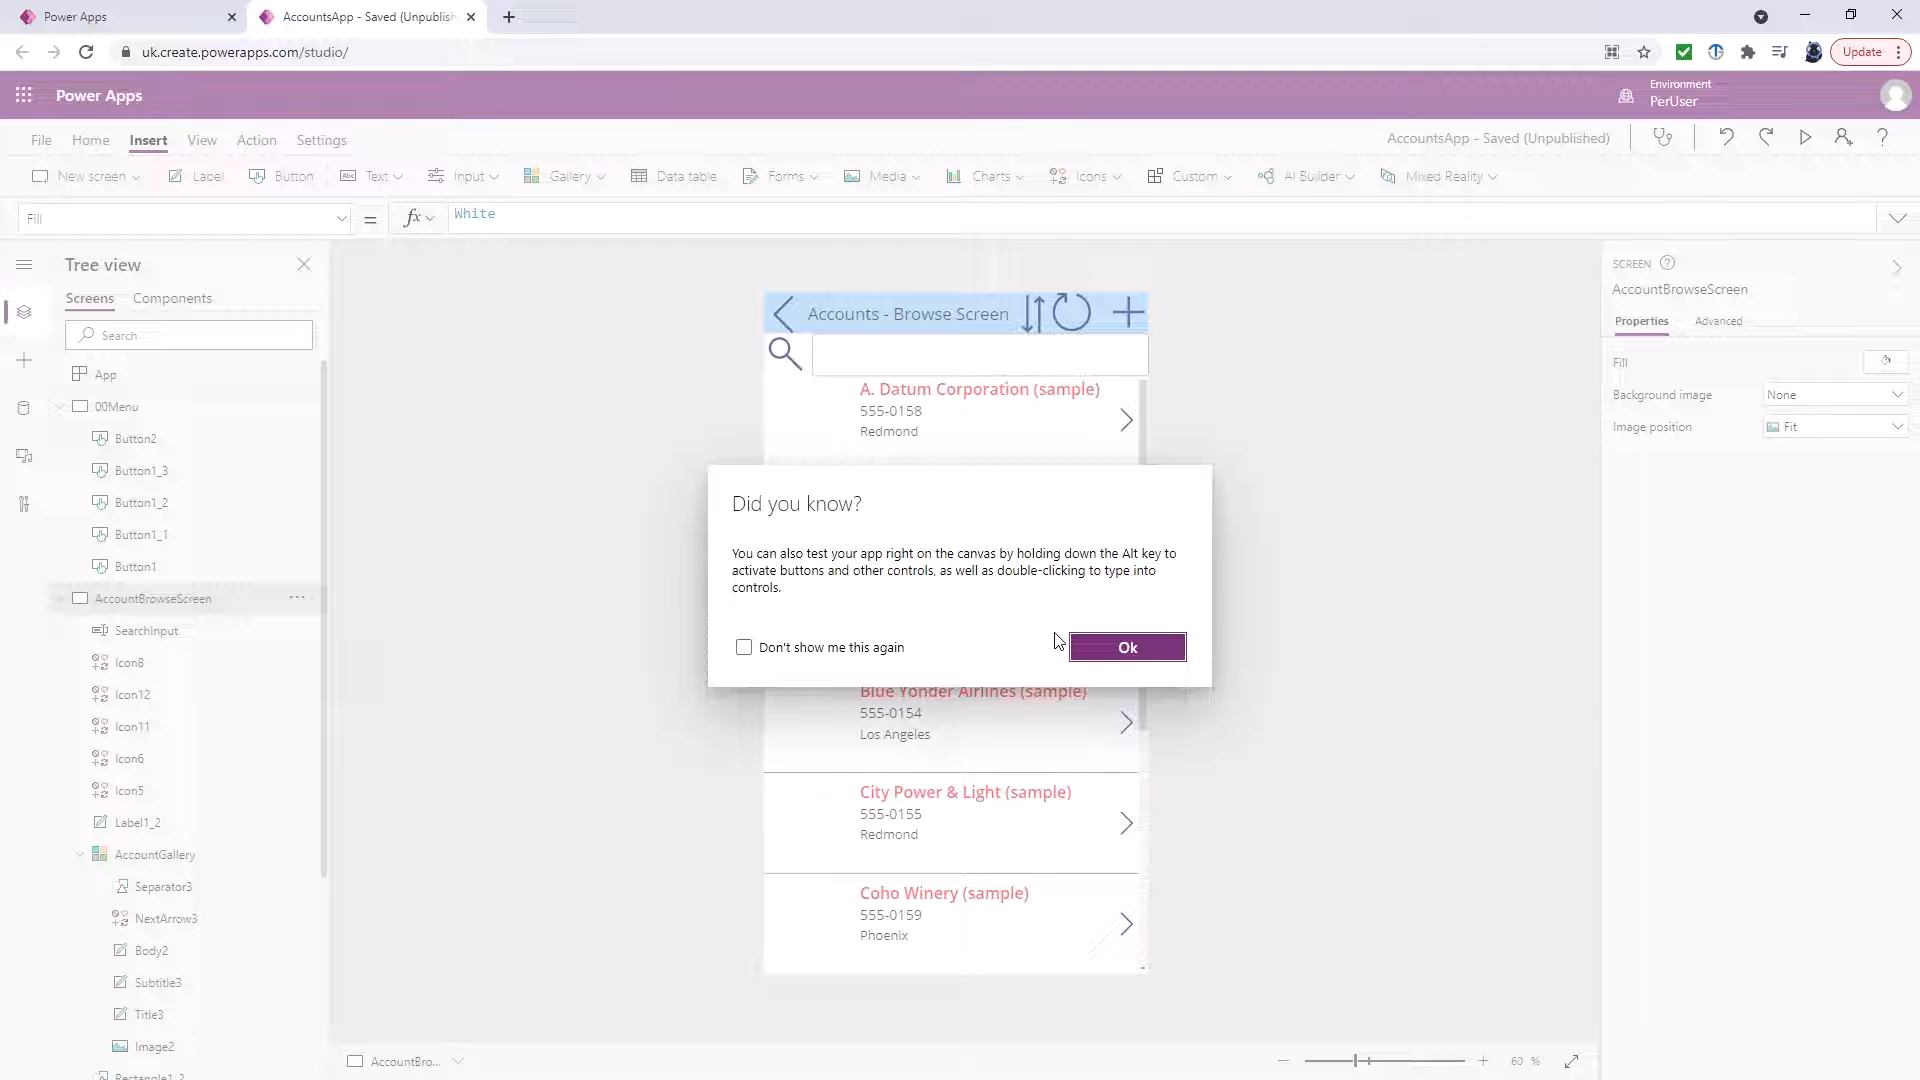 Power Apps
AccountsApp - Saved (Unpublish
uk.create.powerapps.com/studio/
Update
Power Apps
Environment
PerUser
File
Home
Insert
View
Action
Settings
AccountsApp - Saved (Unpublished)
New screen
Label
Button
Text
Input
Gallery
Data table
Forms
Media
Charts
Icons
Custom
AI Builder
Mixed Reality
Fill
=
fx
White
Tree view
Screens
Components
Search
App
00Menu
Button2
Button1_3
Button1_2
Button1_1
Button1
AccountBrowseScreen
SearchInput
Icon8
Icon12
Icon11
Icon6
Icon5
Label1_2
AccountGallery
Separator3
NextArrow3
Body2
Subtitle3
Title3
Image2
Rectangle1_2
Accounts - Browse Screen
A. Datum Corporation (sample)
555-0158
Redmond
Did you know?
You can also test your app right on the canvas by holding down the Alt key to
activate buttons and other controls, as well as double-clicking to type into
controls.
Don't show me this again
Ok
Blue Yonder Airlines (sample)
555-0154
Los Angeles
City Power & Light (sample)
555-0155
Redmond
Coho Winery (sample)
555-0159
Phoenix
SCREEN
AccountBrowseScreen
Properties
Advanced
Fill
Background image
None
Image position
Fit
AccountBro...
60 %